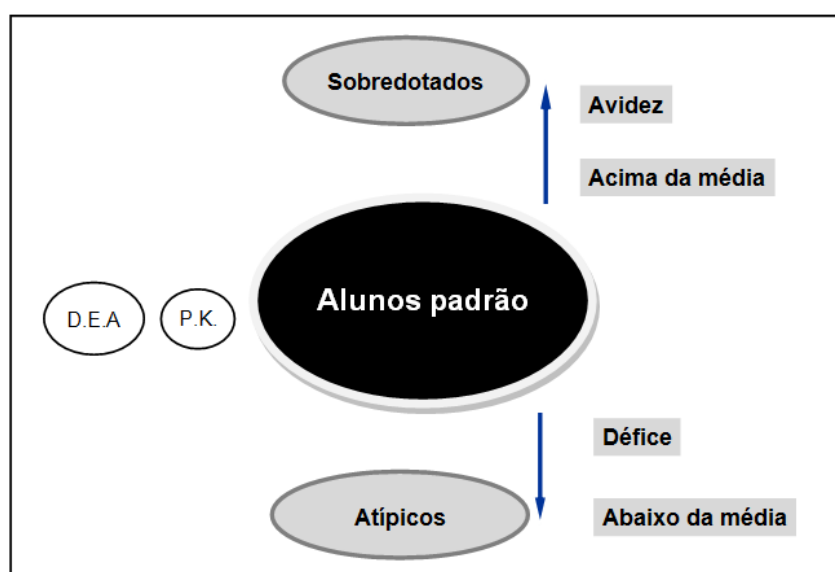 Sobredotados
Avidez
Acima da média
Alunos padrão
D.E.A
P.K.
Défice
Atípicos
Abaixo da média